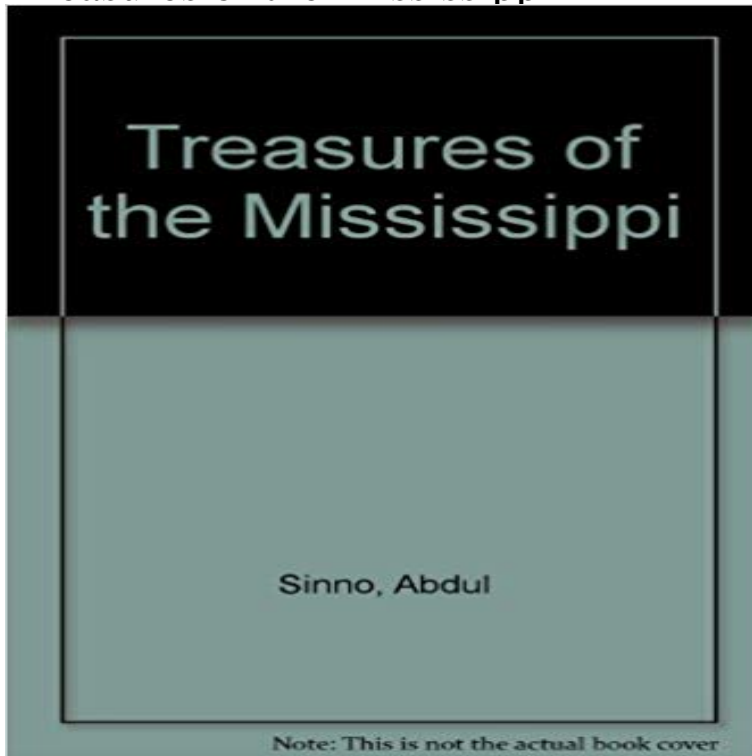 Treasures of
the Mississippi
Sinno, Abdul
Note: This is not the actual book cover